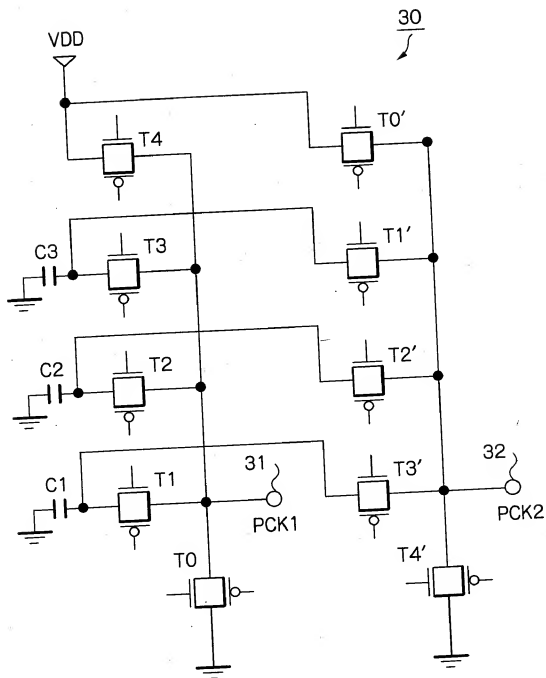 30
VDD
T4
T0'
C3
T3
T1'
C2
T2
T2'
C1
T1
31
PCK1
T3'
32
PCK2
T0
T4'